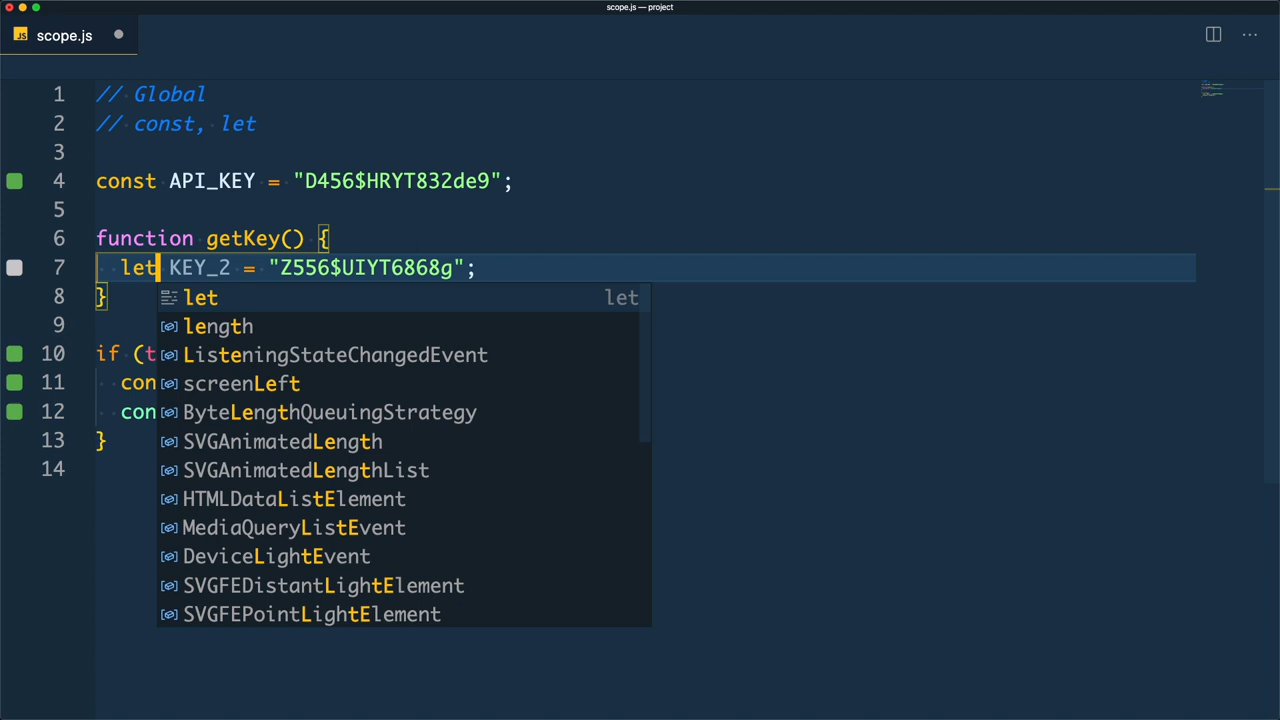 scope.js — project
JS scope.js
1 // Global
2 // const, let
3
4 const API_KEY = "D456$HRYT832de9";
5
6 function getKey() {
7 let KEY_2 = "Z556$UIYT6868g";
8 }
let let
9
length
10 if (t
ListeningStateChangedEvent
11 con
screenLeft
12 con
ByteLengthQueuingStrategy
13 }
SVGAnimatedLength
14
SVGAnimatedLengthList
HTMLDataListElement
MediaQueryListEvent
DeviceLightEvent
SVGFEDistantLightElement
SVGFEPointLightElement